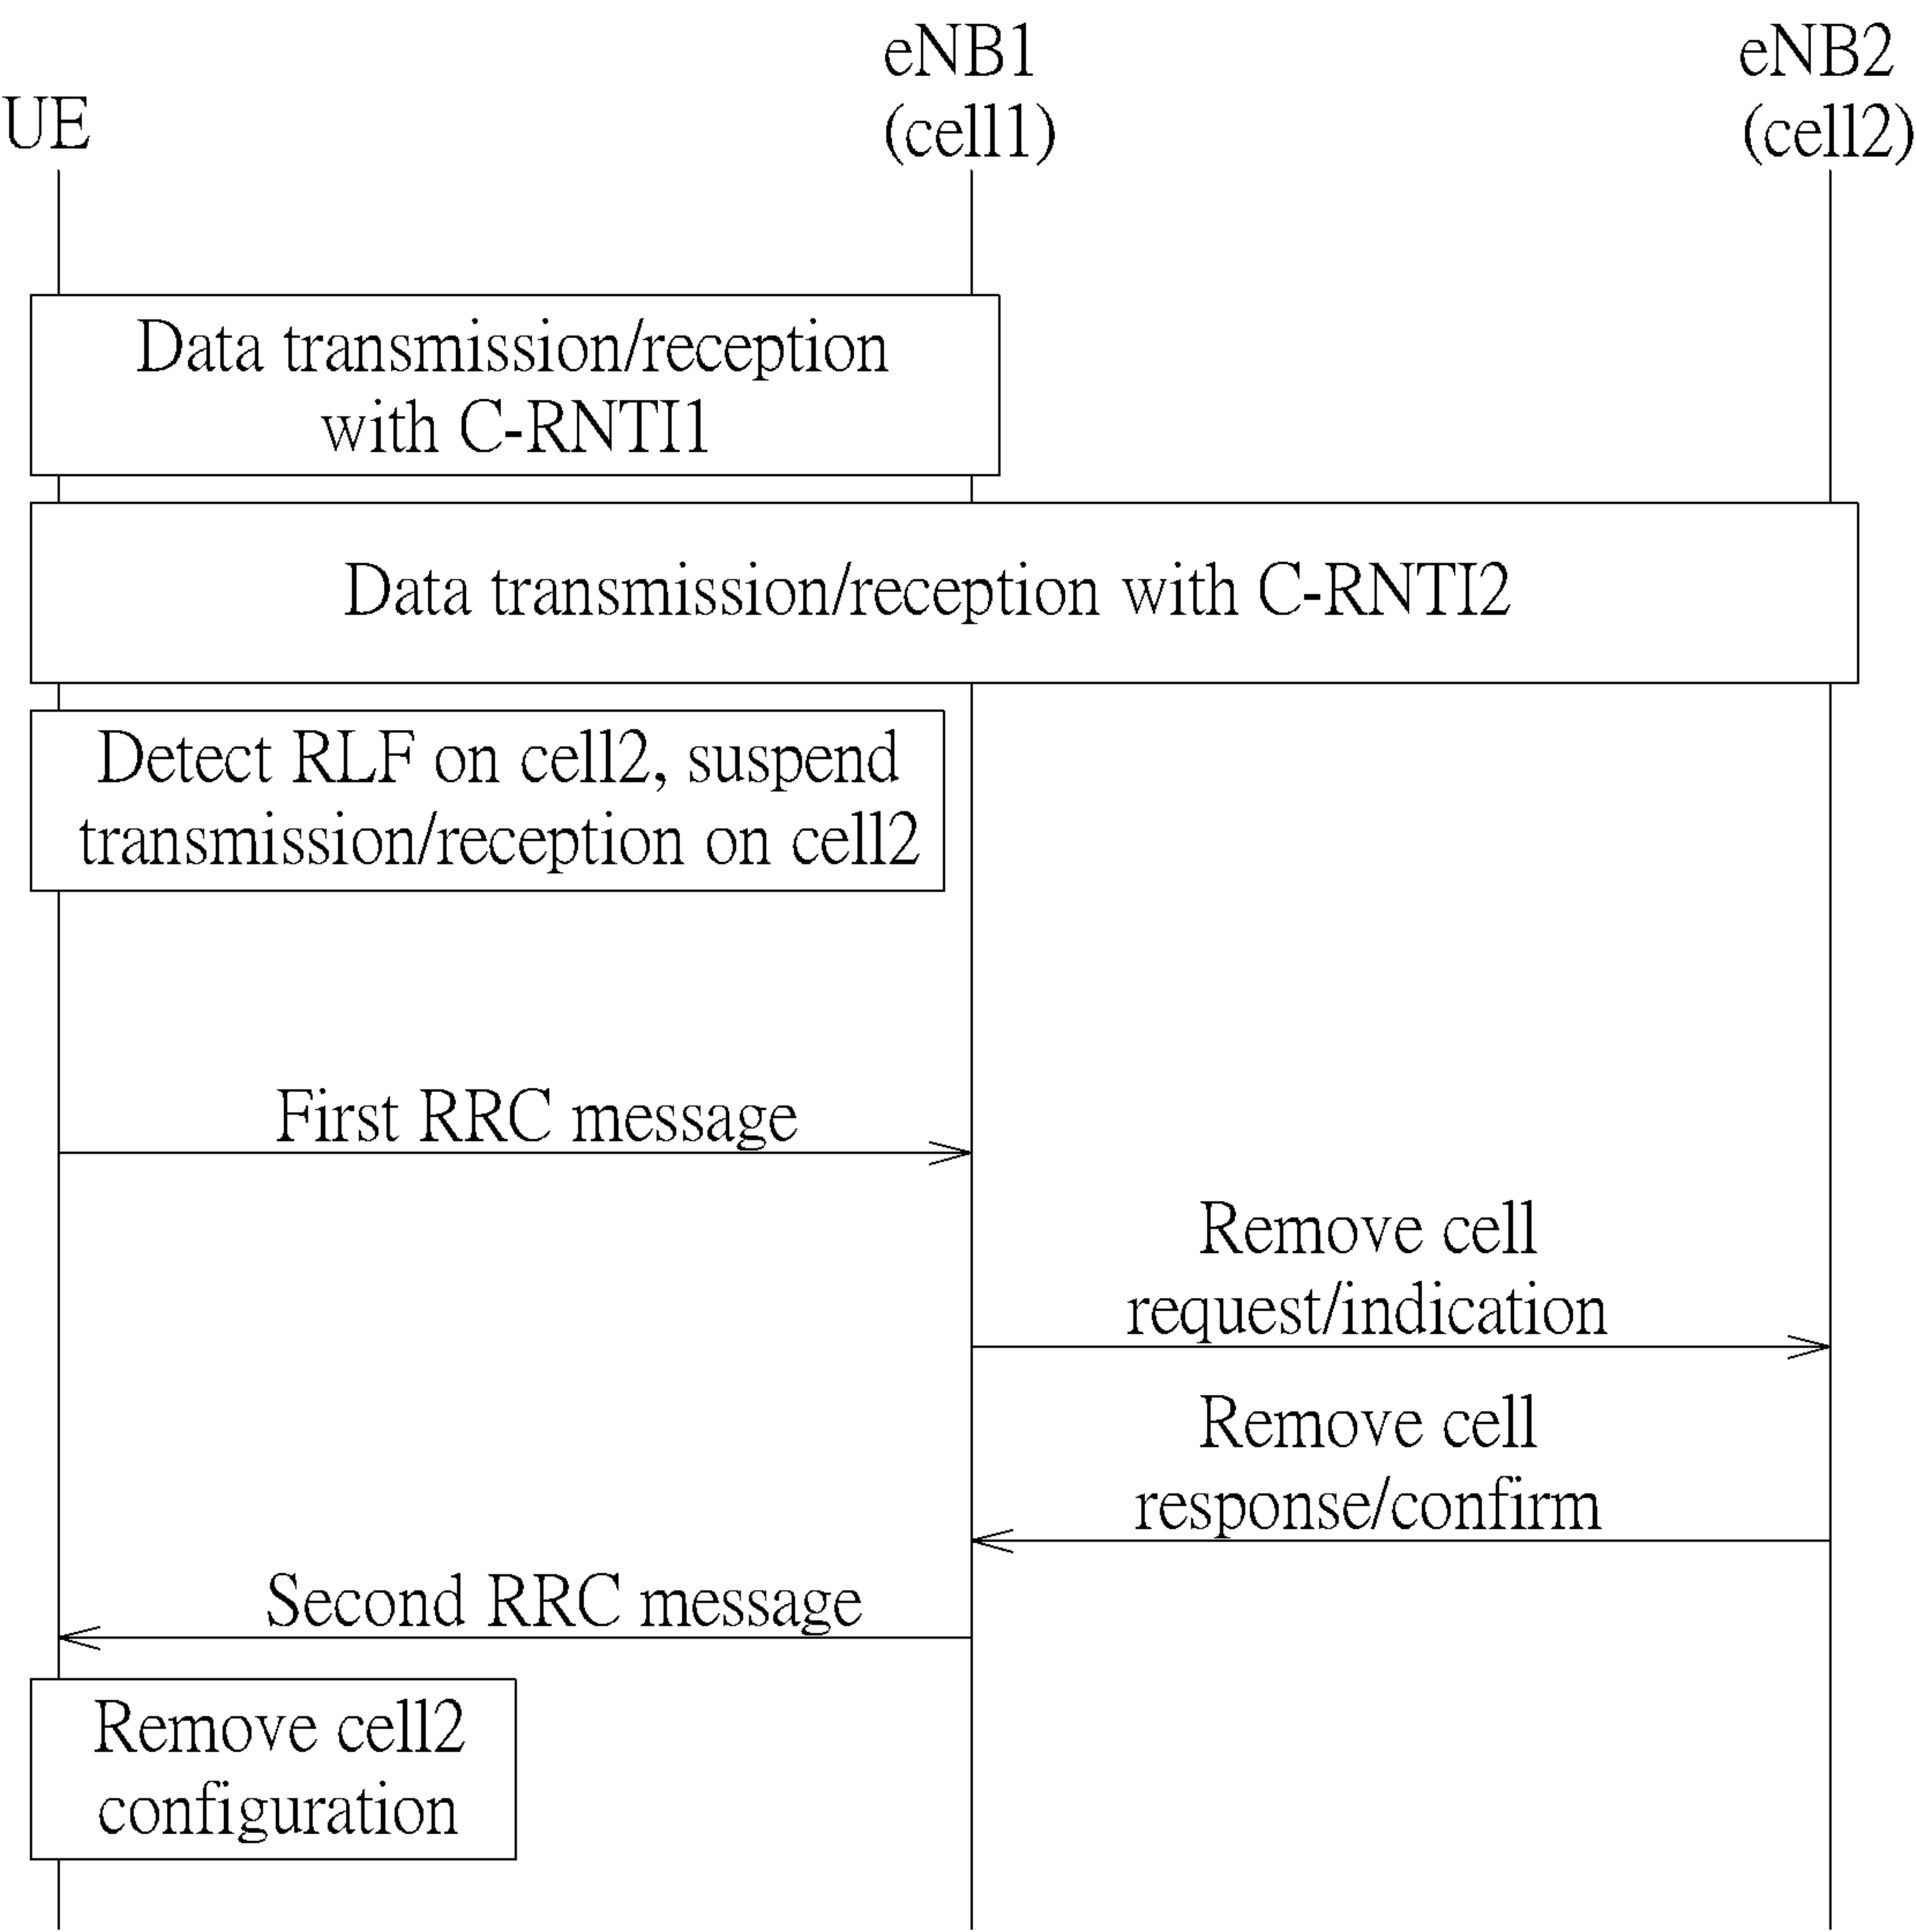 UE
eNB1
(cell1)
eNB2
(cell2)
Data transmission/reception
with C-RNTI1
Data transmission/reception with C-RNTI2
Detect RLF on cell2, suspend
transmission/reception on cell2
First RRC message
Remove cell
request/indication
Remove cell
response/confirm
Second RRC message
Remove cell2
configuration